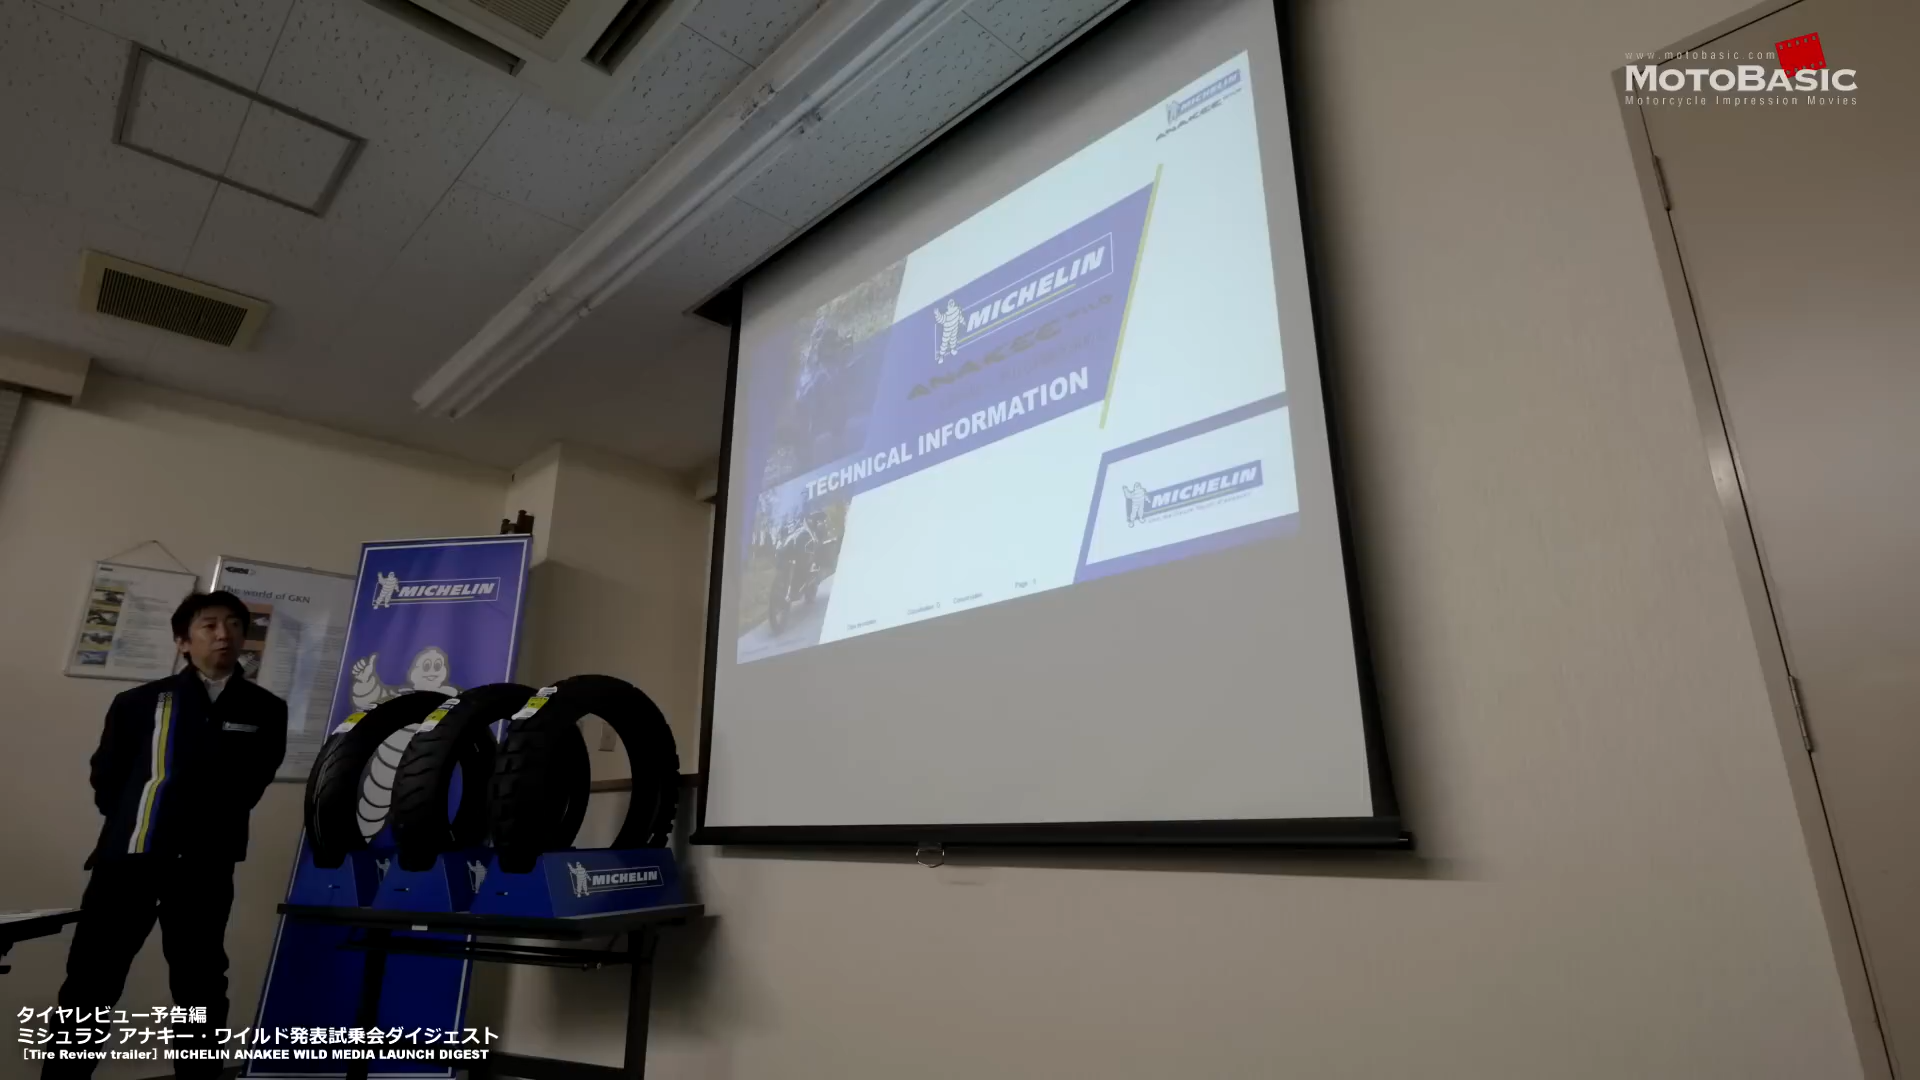 www.motobasic.com
MOTOBASIC
Motorcycle Impression Movies
MICHELIN
ANAKEE WILD
MICHELIN
ANAKEE WILD
TECHNICAL INFORMATION
MICHELIN
Page
The world of GKN
MICHELIN
MICHELIN
タイヤレビュー予告編
ミシュラン アナキー・ワイルド発表試乗会ダイジェスト
［Tire Review trailer］MICHELIN ANAKEE WILD MEDIA LAUNCH DIGEST